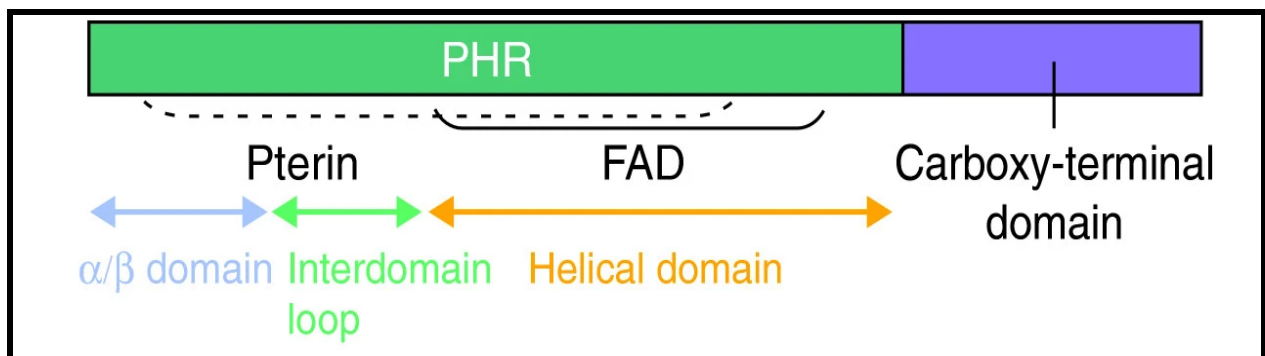 PHR
Pterin
FAD
Carboxy-terminal
domain
α/β domain
Interdomain
loop
Helical domain